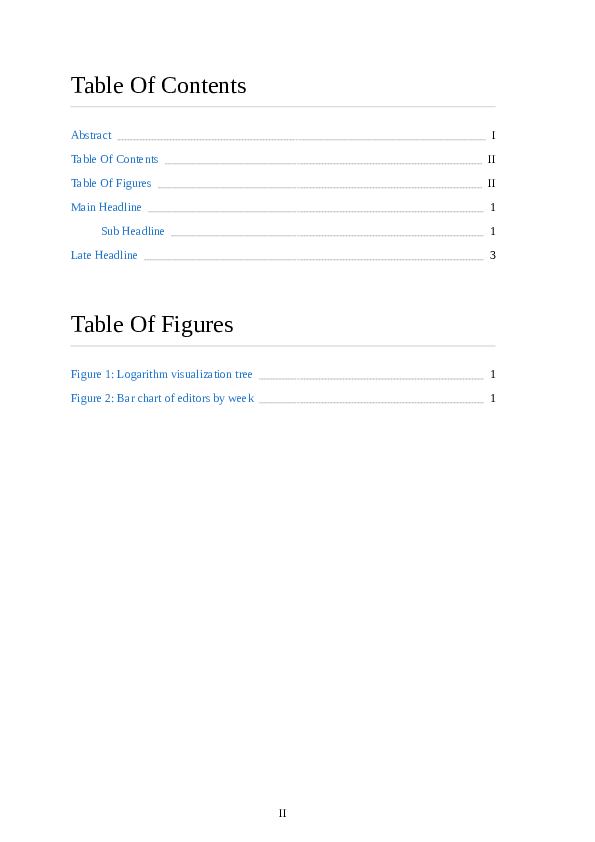 Table Of Contents
Abstract I
Table Of Contents II
Table Of Figures II
Main Headline 1
Sub Headline 1
Late Headline 3
Table Of Figures
Figure 1: Logarithm visualization tree 1
Figure 2: Bar chart of editors by week 1
II